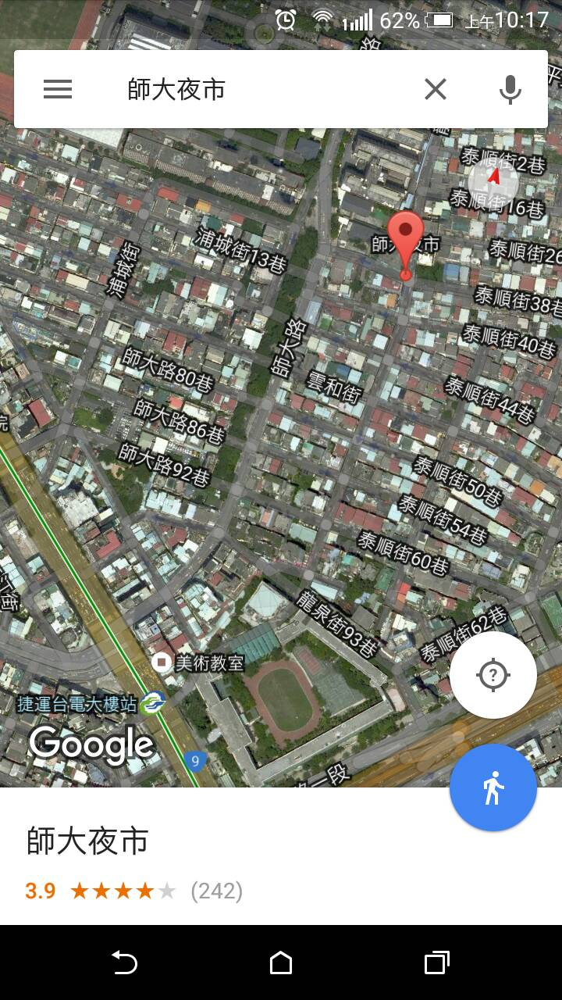 62% 上午10:17
師大夜市
泰順街2巷
泰順街16巷
師大夜市
浦城街13巷
浦城街
泰順街26
泰順街38巷
師大路
泰順街40巷
師大路80巷
雲和街
泰順街44巷
師大路86巷
師大路92巷
泰順街50巷
泰順街54巷
泰順街60巷
龍泉街93巷
泰順街62巷
美術教室
捷運台電大樓站
Google
9
師大夜市
3.9 ★★★★★ (242)